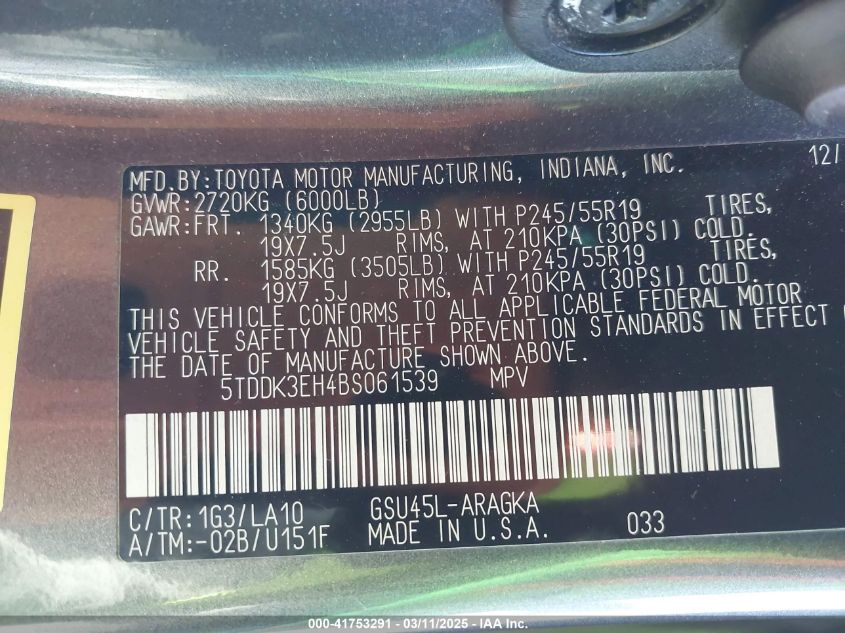 MFD.BY:TOYOTA MOTOR MANUFACTURING, INDIANA, INC. 12/
GVWR:2720KG (6000LB)
GAWR:FRT. 1340KG (2955LB) WITH P245/55R19 TIRES,
19X7.5J RIMS, AT 210KPA (30PSI) COLD.
RR. 1585KG (3505LB) WITH P245/55R19 TIRES,
19X7.5J RIMS, AT 210KPA (30PSI) COLD.
THIS VEHICLE CONFORMS TO ALL APPLICABLE FEDERAL MOTOR
VEHICLE SAFETY AND THEFT PREVENTION STANDARDS IN EFFECT
THE DATE OF MANUFACTURE SHOWN ABOVE.
5TDDK3EH4BS061539 MPV
C/TR:1G3/LA10 GSU45L-ARAGKA
A/TM:-02B/U151F MADE IN U.S.A. 033
000-41753291 - 03/11/2025 - IAA Inc.